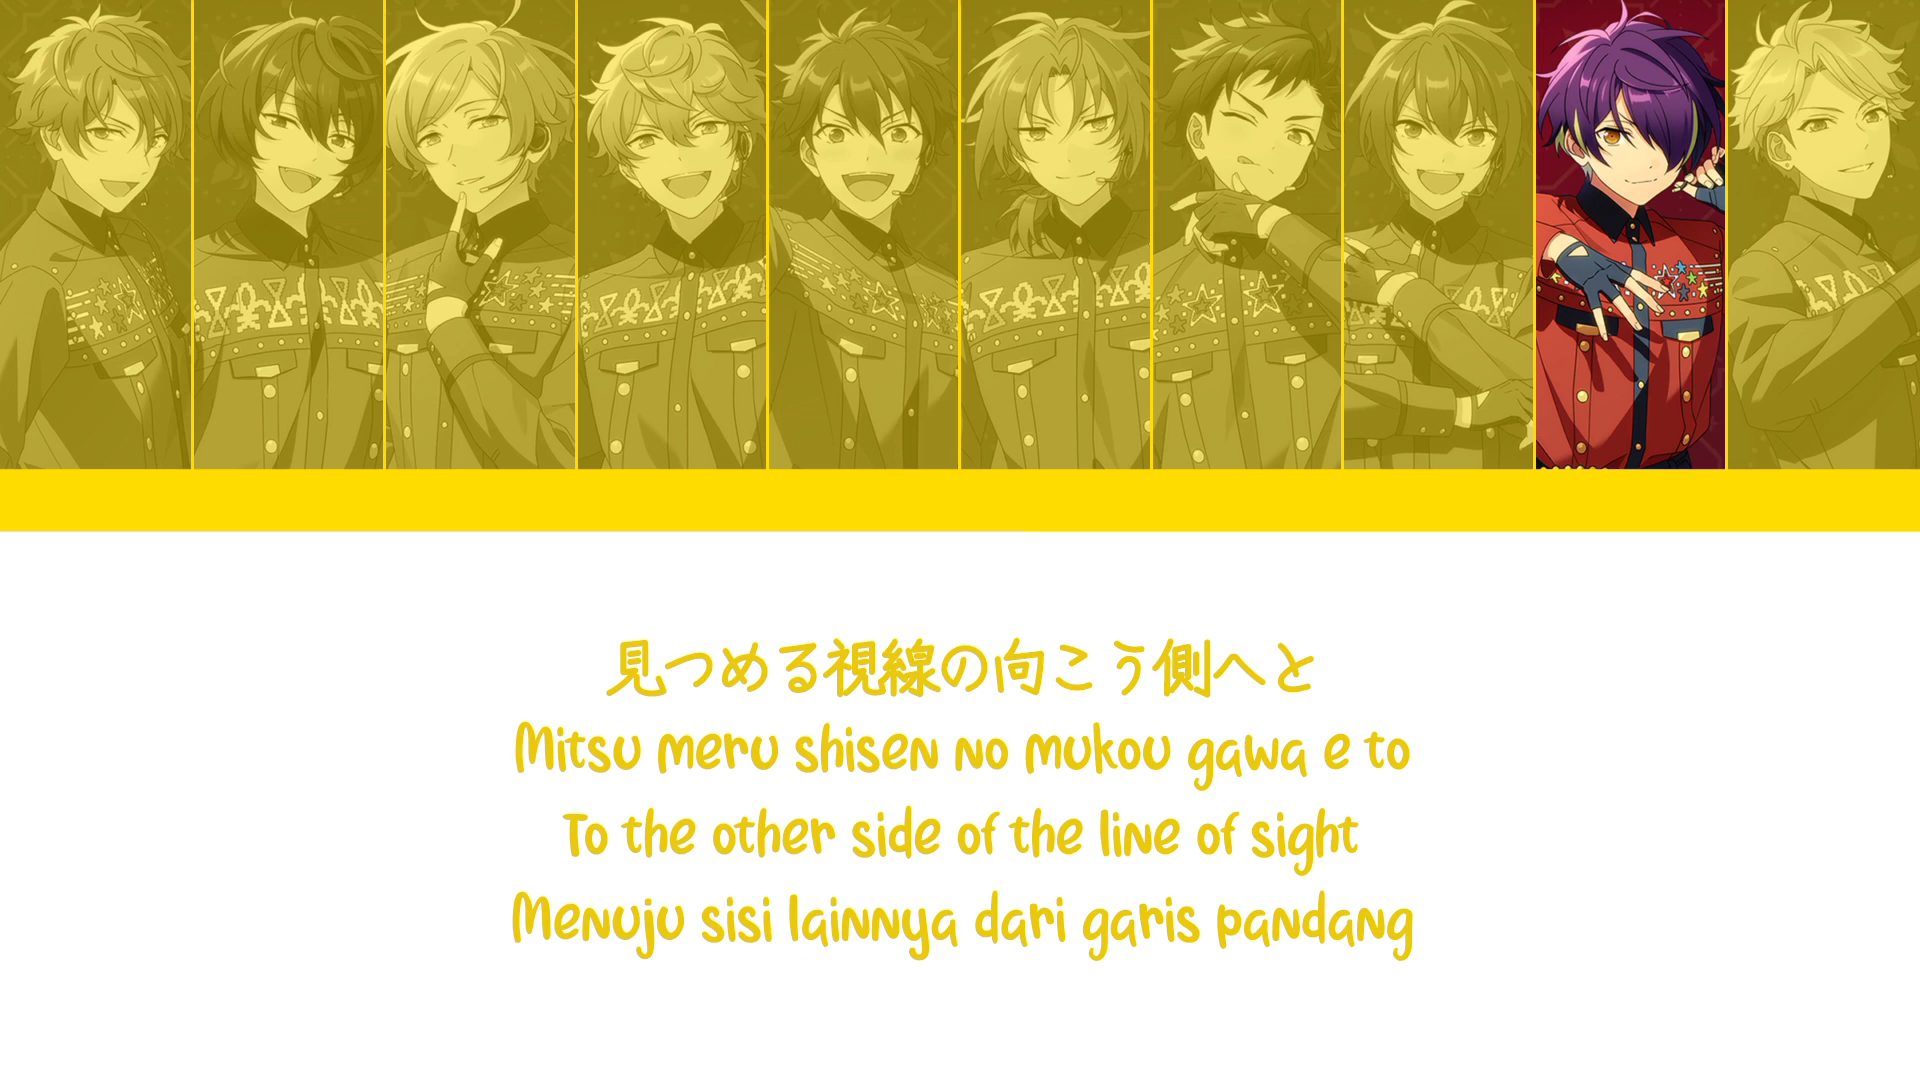 見つめる視線の向こう側へと
Mitsu meru shisen no mukou gawa e to
To the other side of the line of sight
Menuju sisi lainnya dari garis pandang